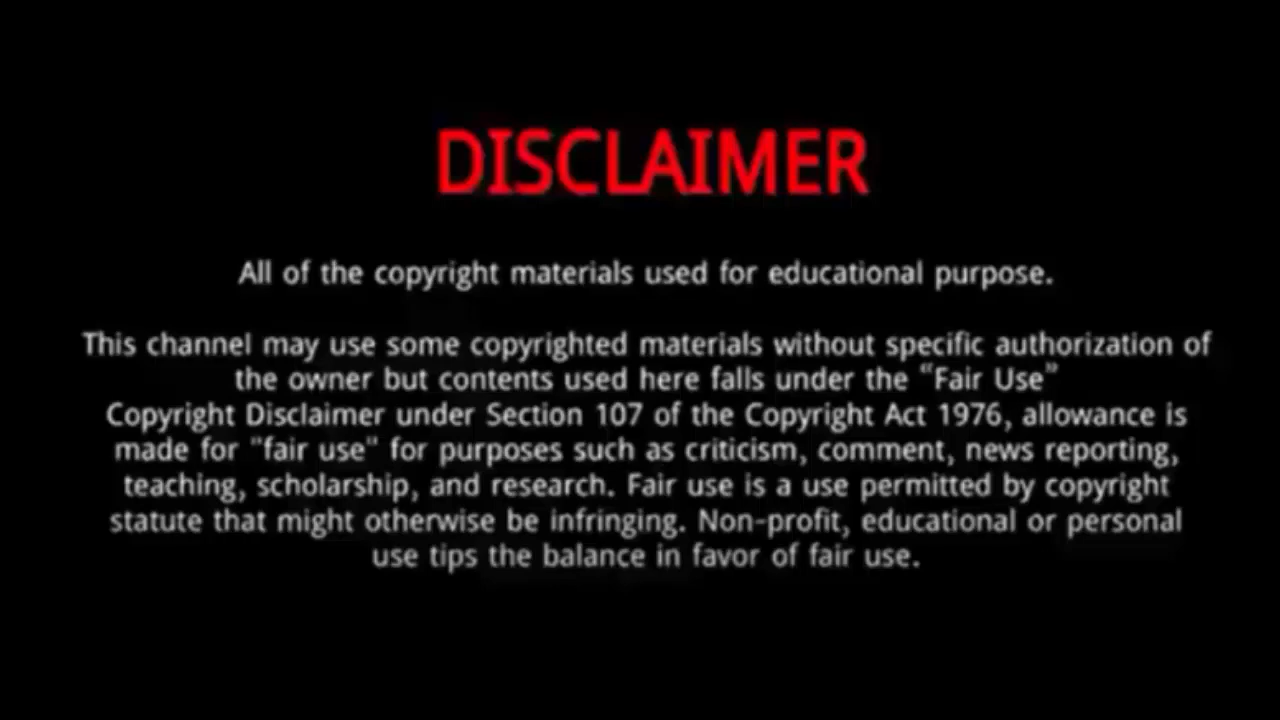 DISCLAIMER
All of the copyright materials used for educational purpose.
This channel may use some copyrighted materials without specific authorization of
the owner but contents used here falls under the “Fair Use”
Copyright Disclaimer under Section 107 of the Copyright Act 1976, allowance is
made for "fair use" for purposes such as criticism, comment, news reporting,
teaching, scholarship, and research. Fair use is a use permitted by copyright
statute that might otherwise be infringing. Non-profit, educational or personal
use tips the balance in favor of fair use.